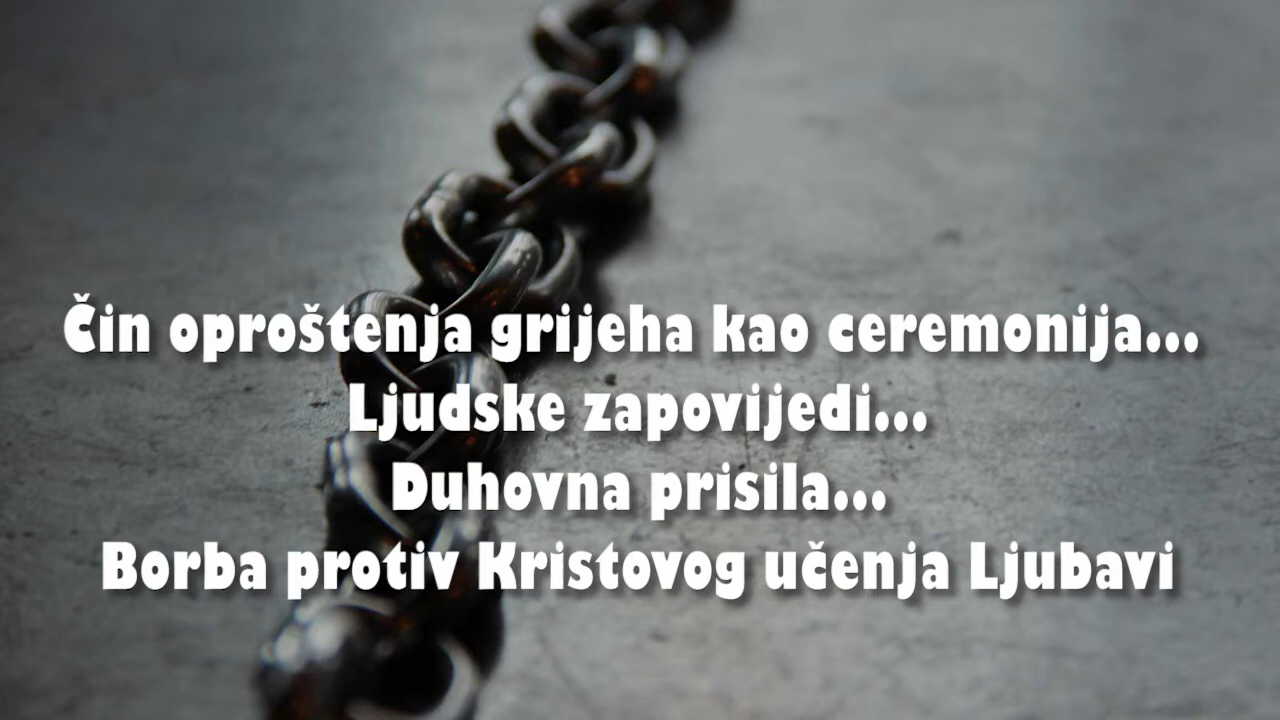 Čin oproštenja grijeha kao ceremonija...
Ljudske zapovijedi...
Duhovna prisila...
Borba protiv Kristovog učenja Ljubavi